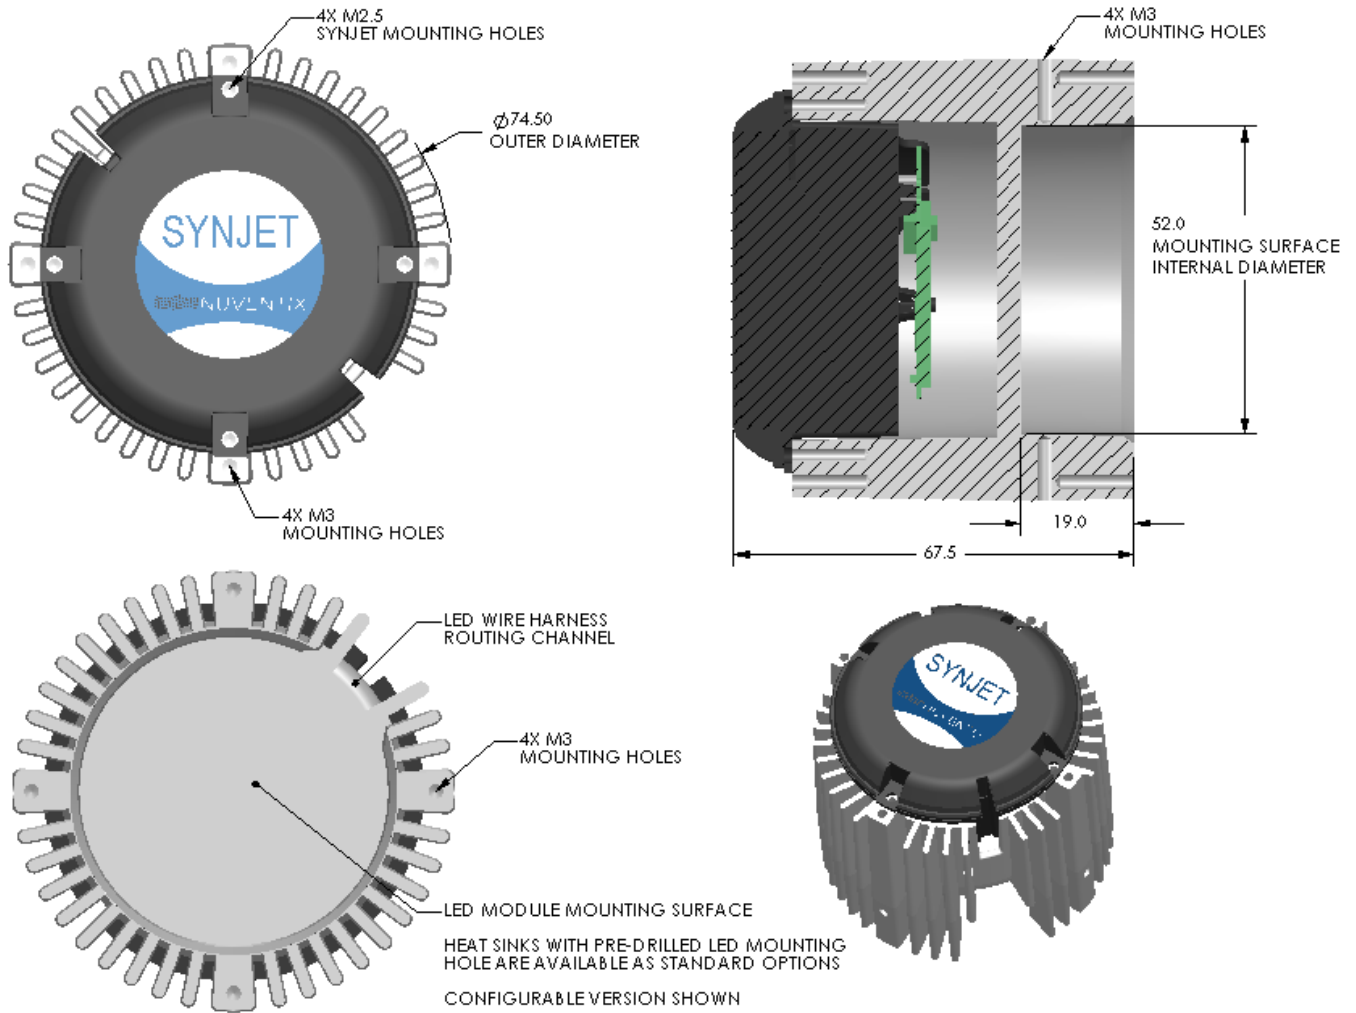 4X M2.5
SYNJET MOUNTING HOLES
Ø74.50
OUTER DIAMETER
SYNJET
4X M3
MOUNTING HOLES
4X M3
MOUNTING HOLES
52.0
MOUNTING SURFACE
INTERNAL DIAMETER
19.0
67.5
LED WIRE HARNESS
ROUTING CHANNEL
4X M3
MOUNTING HOLES
LED MODULE MOUNTING SURFACE
HEAT SINKS WITH PRE-DRILLED LED MOUNTING
HOLE ARE AVAILABLE AS STANDARD OPTIONS
CONFIGURABLE VERSION SHOWN
SYNJET